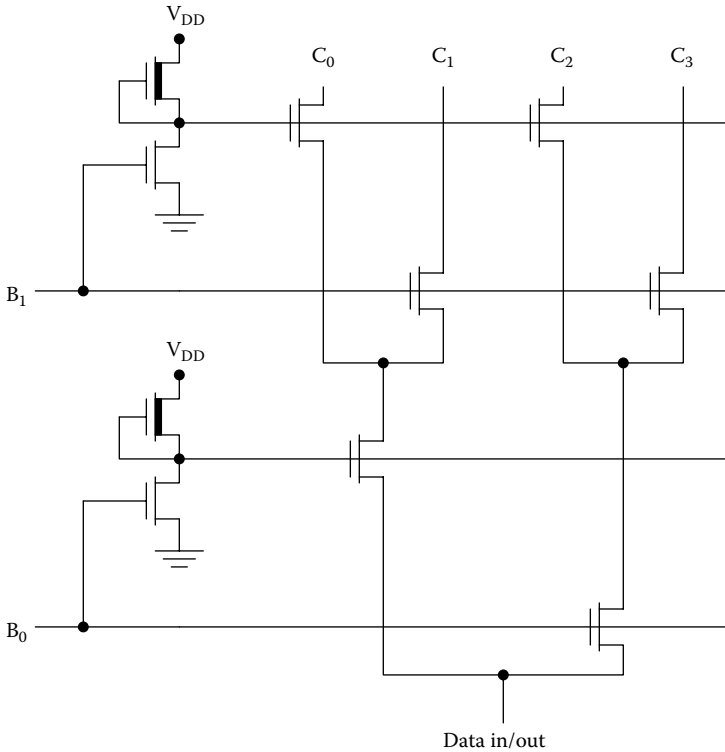 V_DD
C_0
C_1
C_2
C_3
B_1
V_DD
B_0
Data in/out